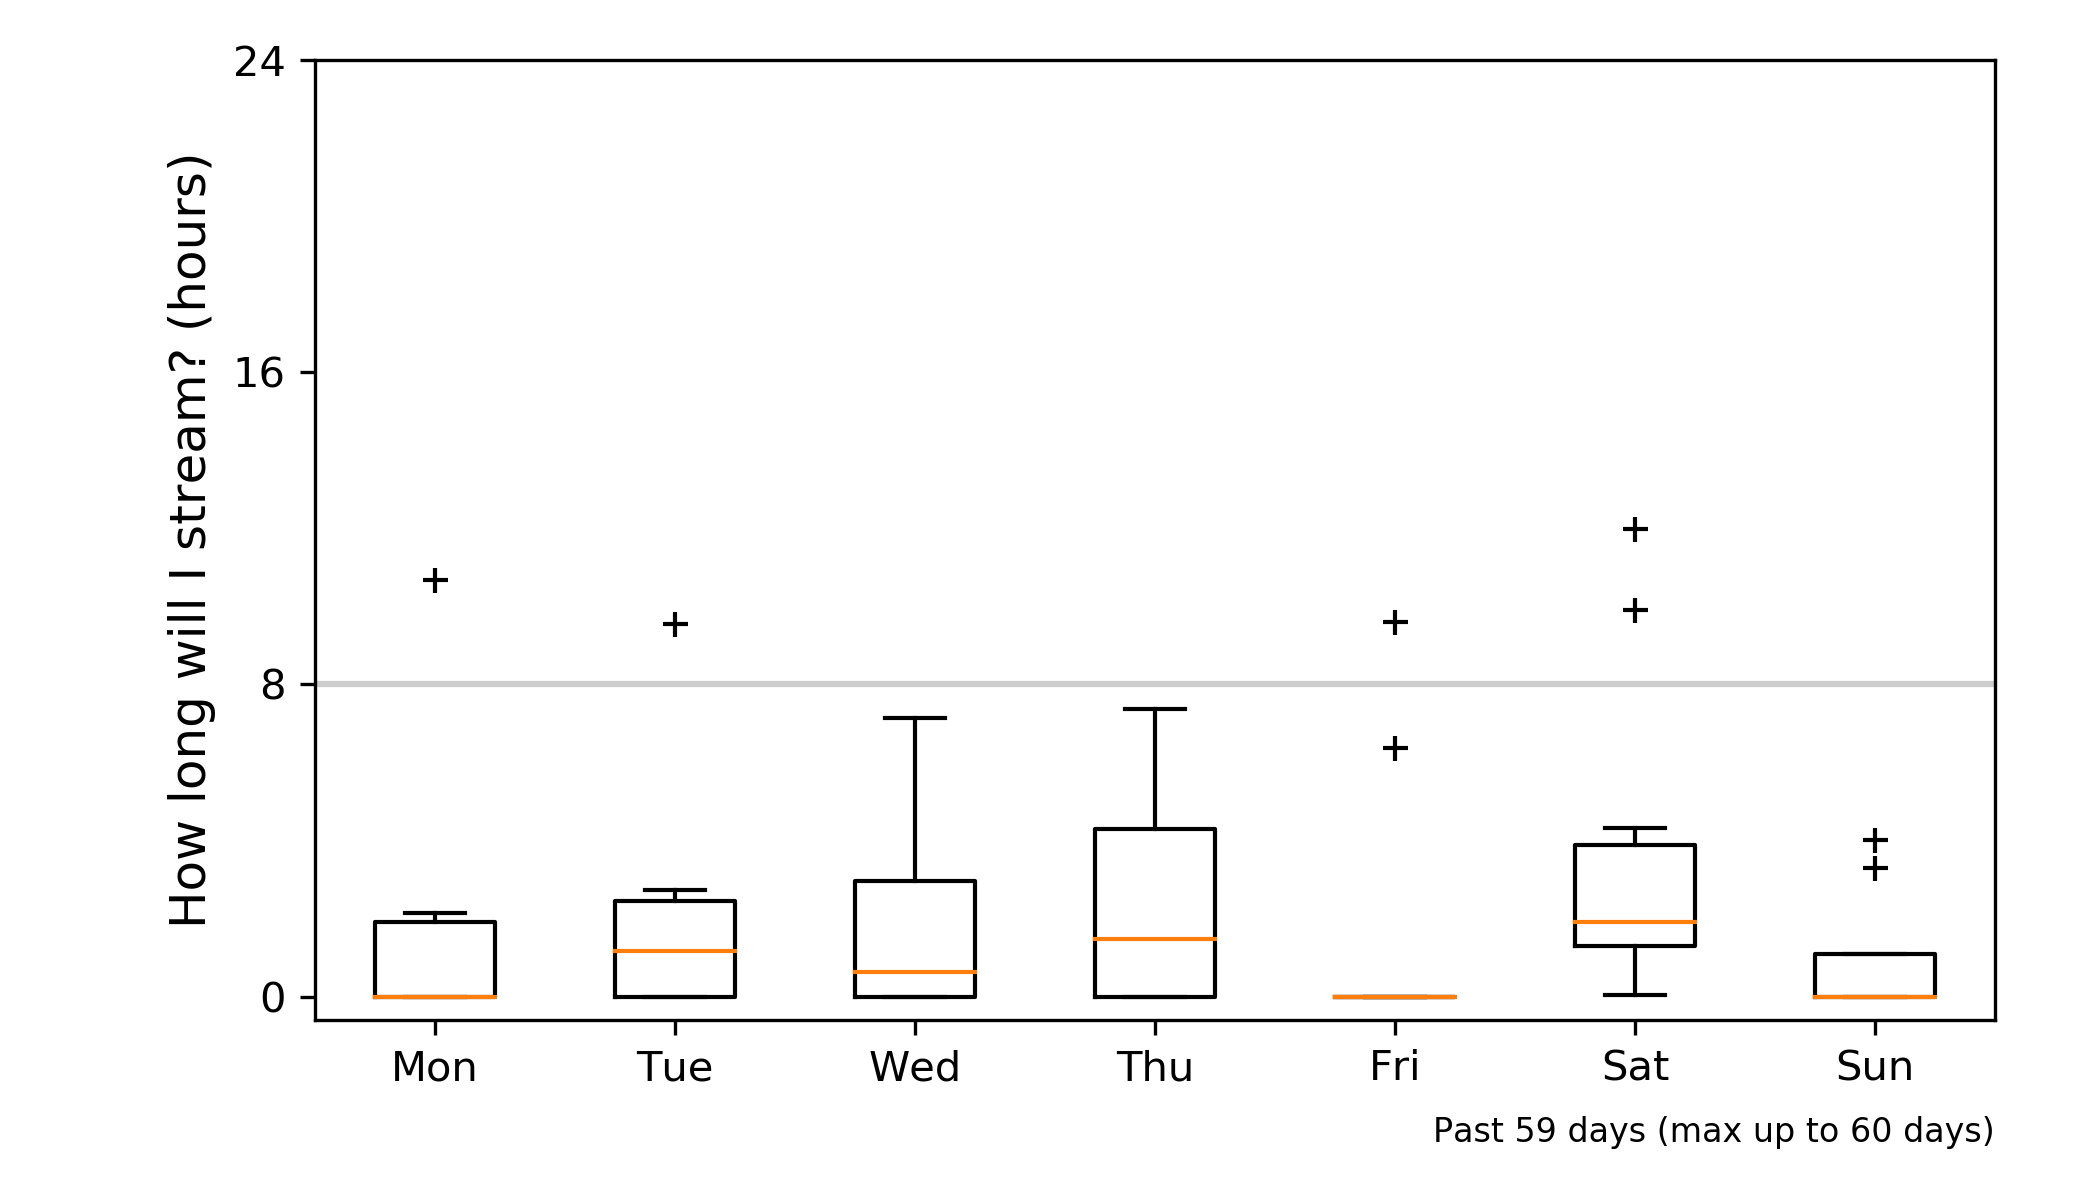 How long will I stream? (hours)
24
16
8
0
Mon Tue Wed Thu Fri Sat Sun
Past 59 days (max up to 60 days)